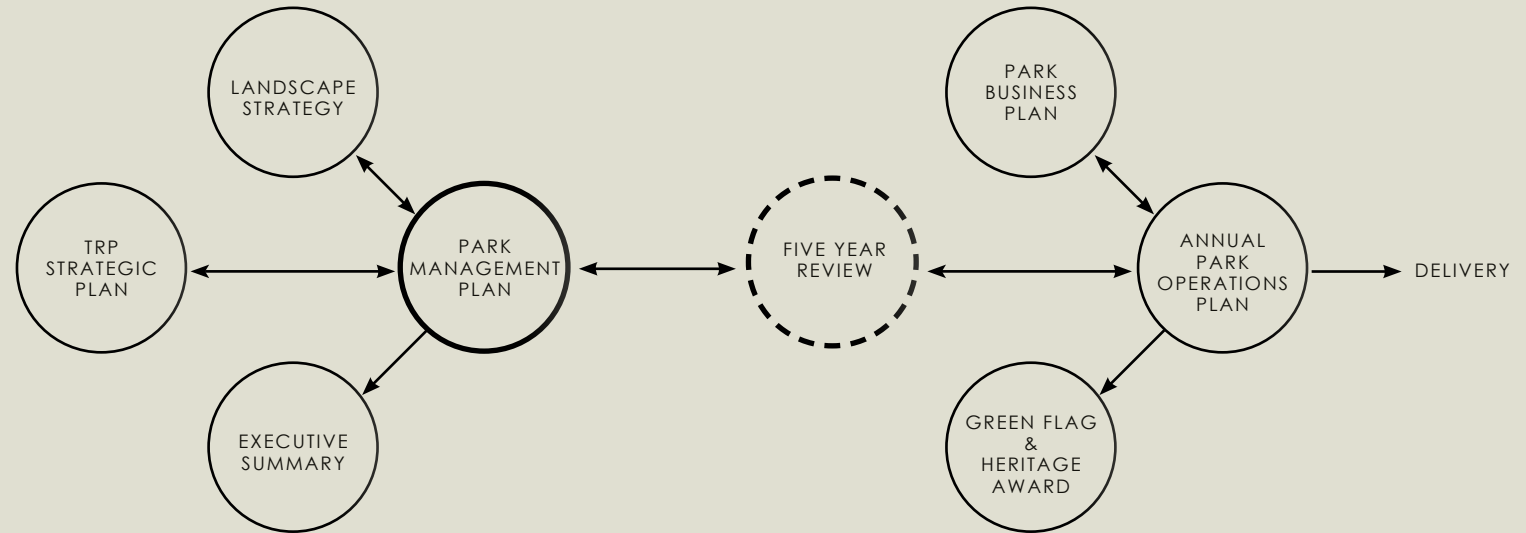 LANDSCAPE
STRATEGY
TRP
STRATEGIC
PLAN
PARK
MANAGEMENT
PLAN
EXECUTIVE
SUMMARY
FIVE YEAR
REVIEW
PARK
BUSINESS
PLAN
ANNUAL
PARK
OPERATIONS
PLAN
DELIVERY
GREEN FLAG
&
HERITAGE
AWARD